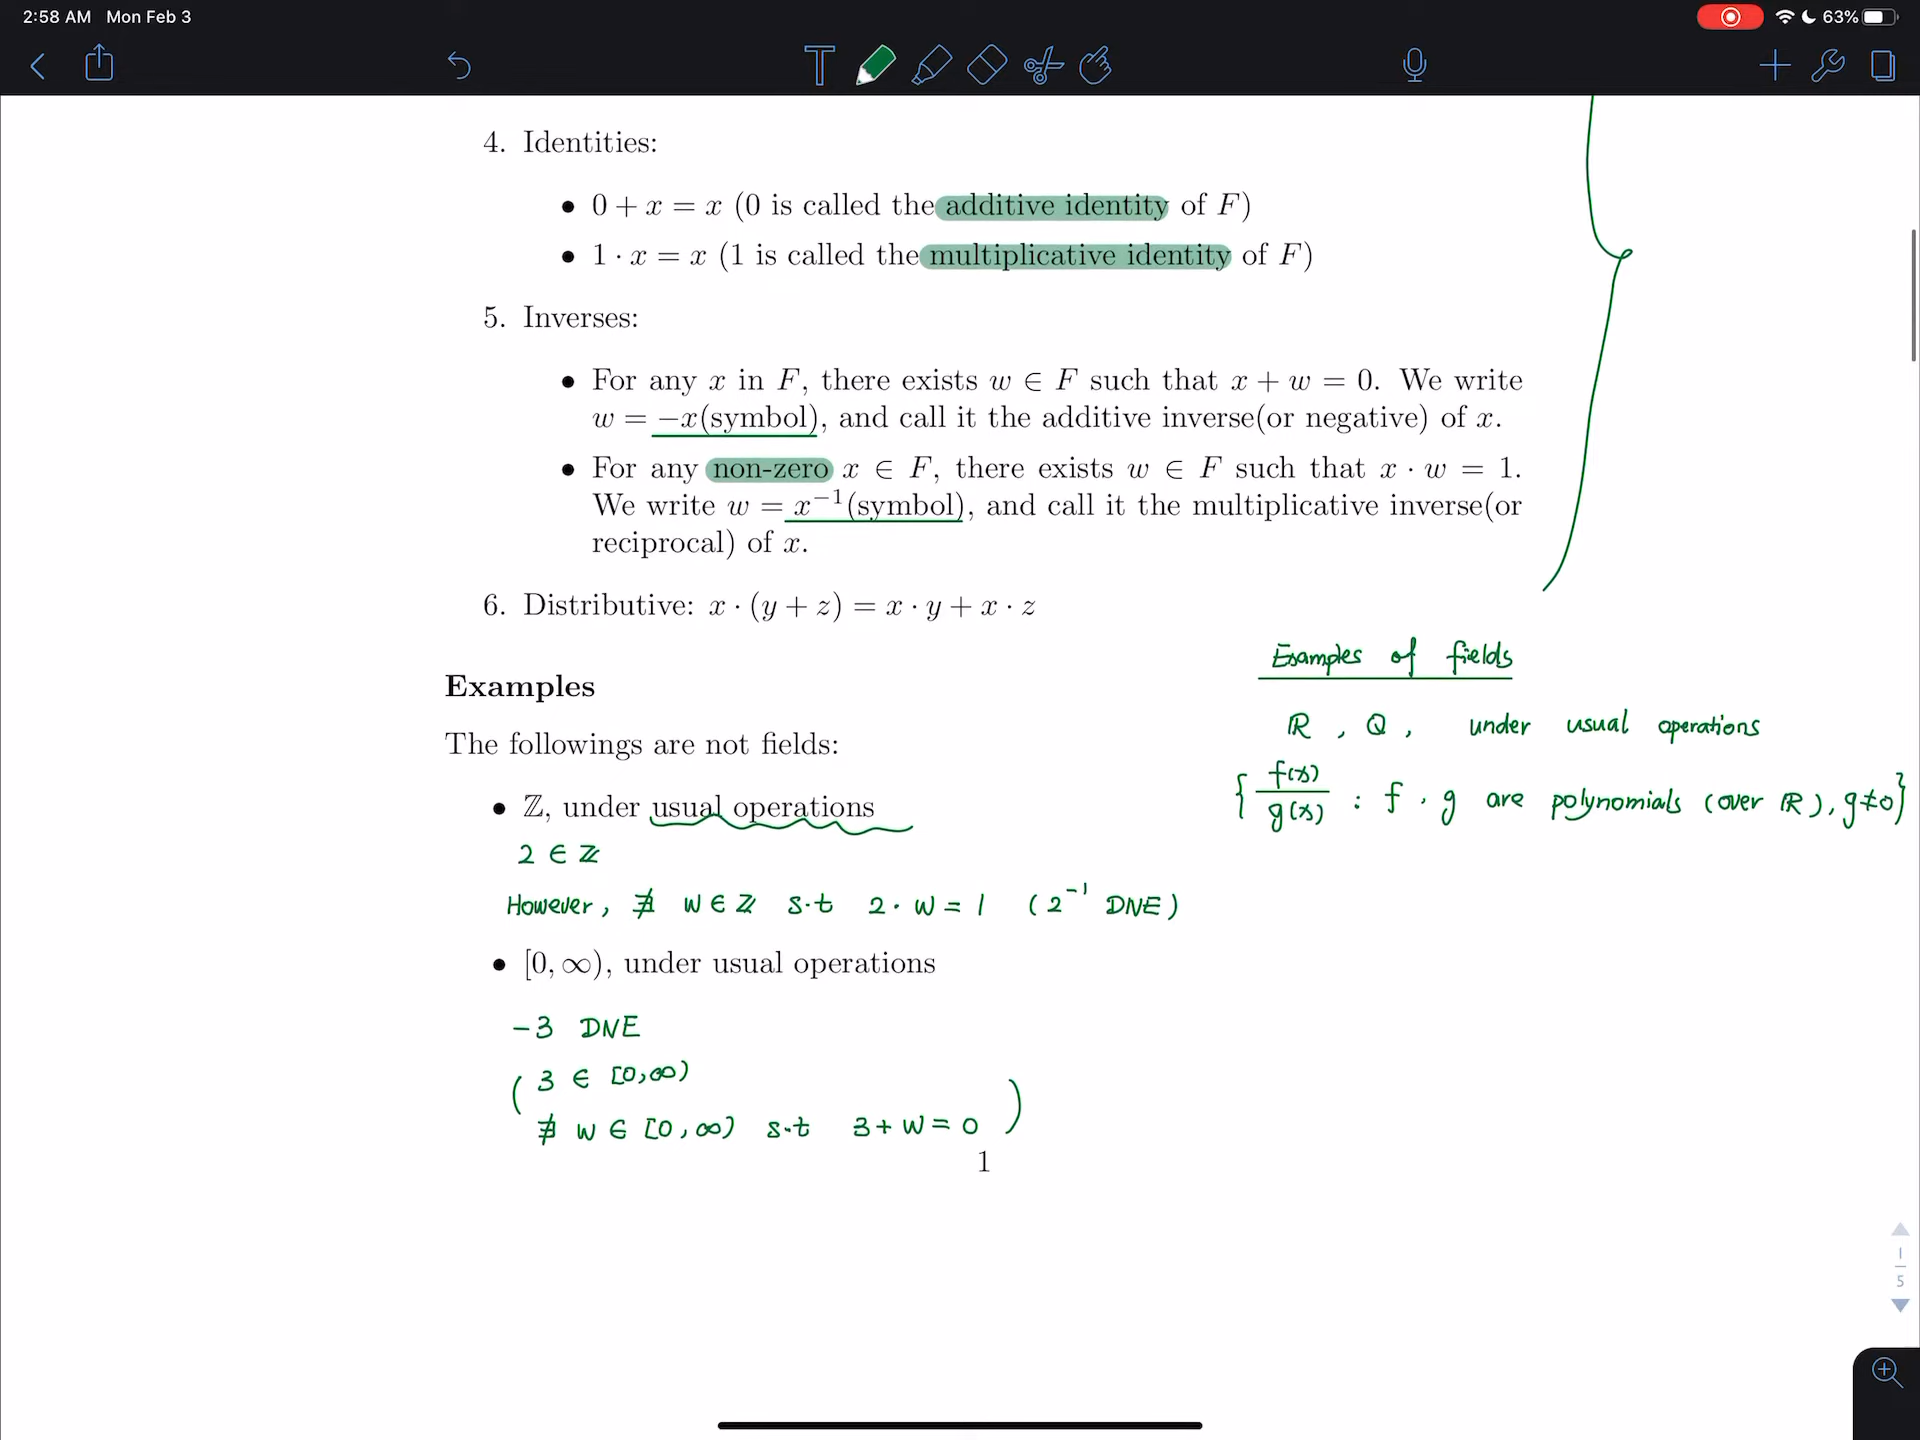 2:58 AM Mon Feb 3
63%
4. Identities:
• 0 + x = x (0 is called the additive identity of F)
• 1 · x = x (1 is called the multiplicative identity of F)
5. Inverses:
• For any x in F, there exists w ∈ F such that x + w = 0. We write
w = −x(symbol), and call it the additive inverse(or negative) of x.
• For any non-zero x ∈ F, there exists w ∈ F such that x · w = 1.
We write w = x⁻¹(symbol), and call it the multiplicative inverse(or
reciprocal) of x.
6. Distributive: x · (y + z) = x · y + x · z
Examples of fields
ℝ, Q, under usual operations
{ f(x)/g(x) : f, g are polynomials (over ℝ), g≠0}
Examples
The followings are not fields:
• ℤ, under usual operations
2 ∈ ℤ
However, ∄ w ∈ ℤ s.t 2 · w = 1 (2⁻¹ DNE)
• [0, ∞), under usual operations
−3 DNE
( 3 ∈ [0,∞)
∄ w ∈ [0, ∞) s.t 3 + w = 0 )
1
1
5